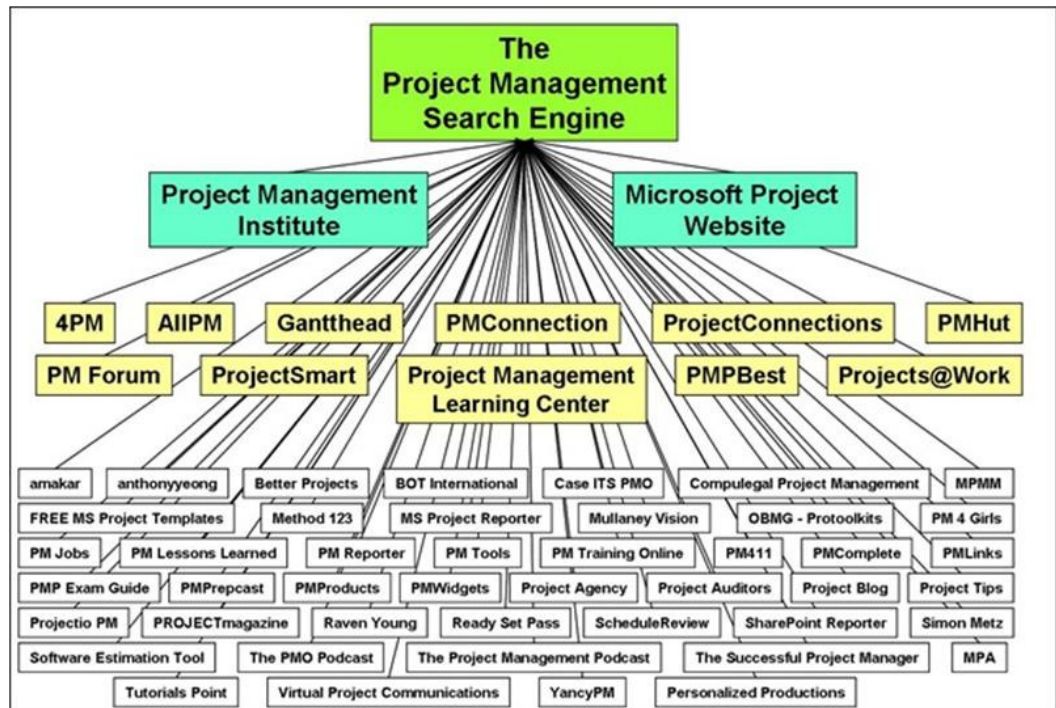 The
Project Management
Search Engine
Project Management
Institute
Microsoft Project
Website
4PM
AllPM
Gantthead
PMConnection
ProjectConnections
PMHut
PM Forum
ProjectSmart
Project Management
Learning Center
PMPBest
Projects@Work
amakar
anthonyyeong
Better Projects
BOT International
Case ITS PMO
Compulegal Project Management
MPMM
FREE MS Project Templates
Method 123
MS Project Reporter
Mullaney Vision
OBMG - Protoolkits
PM 4 Girls
PM Jobs
PM Lessons Learned
PM Reporter
PM Tools
PM Training Online
PM411
PMComplete
PMLinks
PMP Exam Guide
PMPrepcast
PMProducts
PMWidgets
Project Agency
Project Auditors
Project Blog
Project Tips
Projectio PM
PROJECTmagazine
Raven Young
Ready Set Pass
ScheduleReview
SharePoint Reporter
Simon Metz
Software Estimation Tool
The PMO Podcast
The Project Management Podcast
The Successful Project Manager
MPA
Tutorials Point
Virtual Project Communications
YancyPM
Personalized Productions